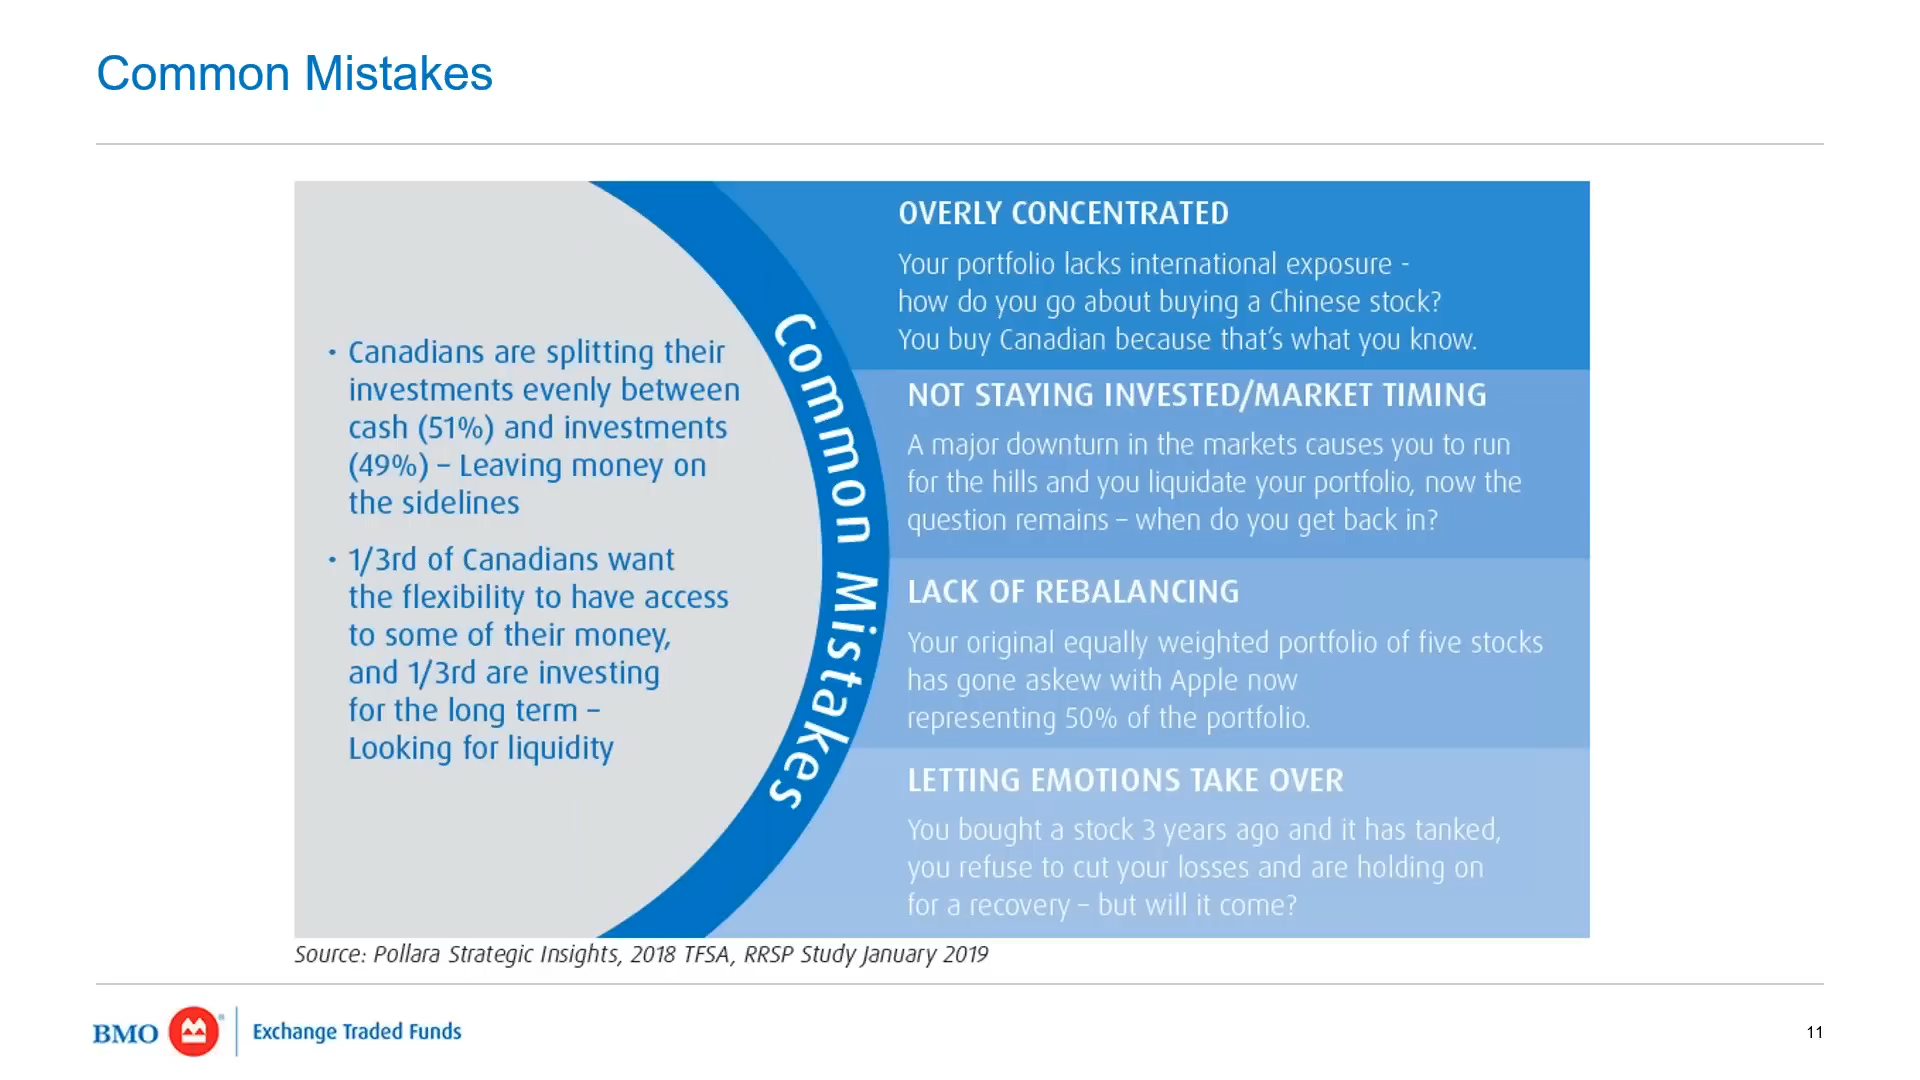 Common Mistakes
• Canadians are splitting their
investments evenly between
cash (51%) and investments
(49%) – Leaving money on
the sidelines
• 1/3rd of Canadians want
the flexibility to have access
to some of their money,
and 1/3rd are investing
for the long term –
Looking for liquidity
Common Mistakes
OVERLY CONCENTRATED
Your portfolio lacks international exposure -
how do you go about buying a Chinese stock?
You buy Canadian because that’s what you know.
NOT STAYING INVESTED/MARKET TIMING
A major downturn in the markets causes you to run
for the hills and you liquidate your portfolio, now the
question remains – when do you get back in?
LACK OF REBALANCING
Your original equally weighted portfolio of five stocks
has gone askew with Apple now
representing 50% of the portfolio.
LETTING EMOTIONS TAKE OVER
You bought a stock 3 years ago and it has tanked,
you refuse to cut your losses and are holding on
for a recovery – but will it come?
Source: Pollara Strategic Insights, 2018 TFSA, RRSP Study January 2019
BMO Exchange Traded Funds
11